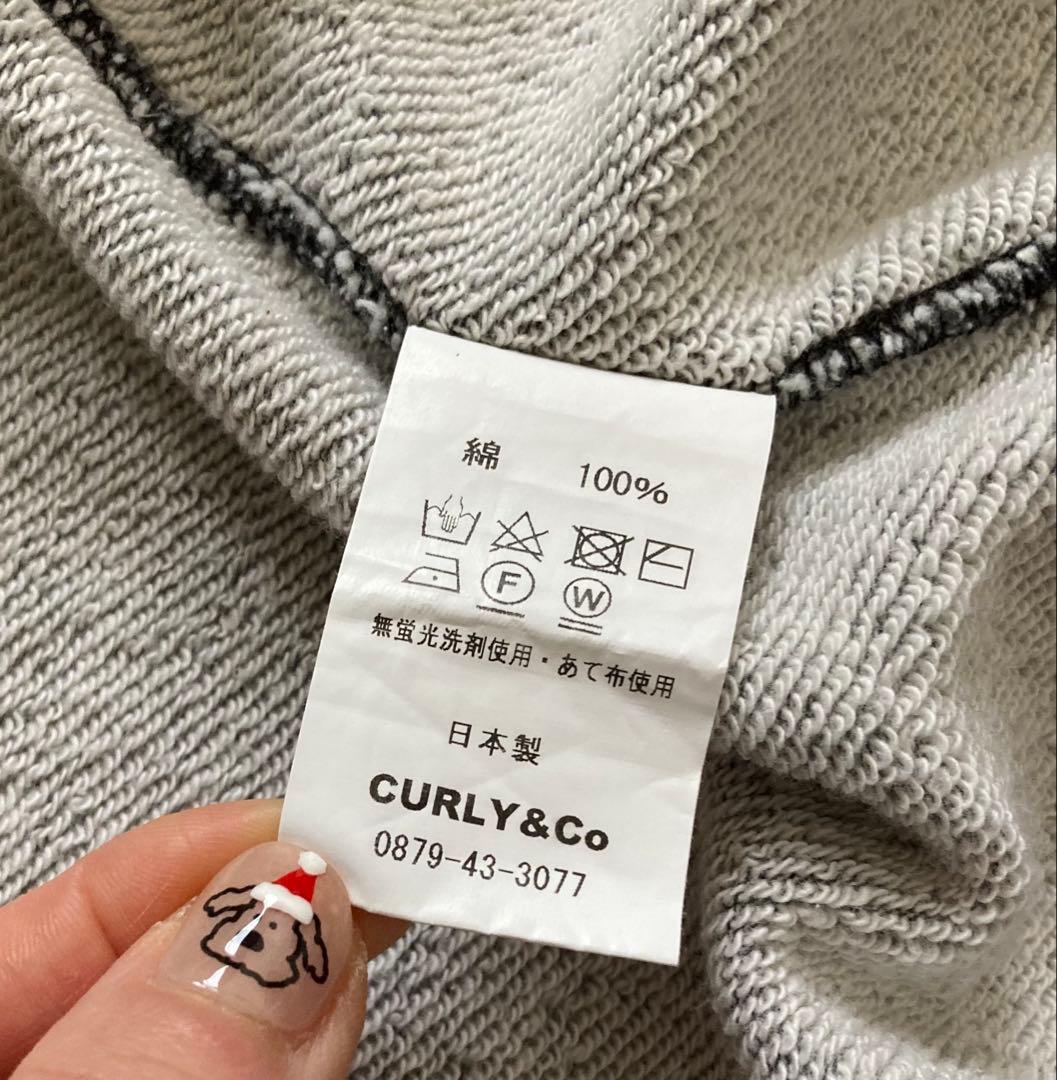 綿 100%
F W
無蛍光洗剤使用・あて布使用
日本製
CURLY&Co
0879-43-3077